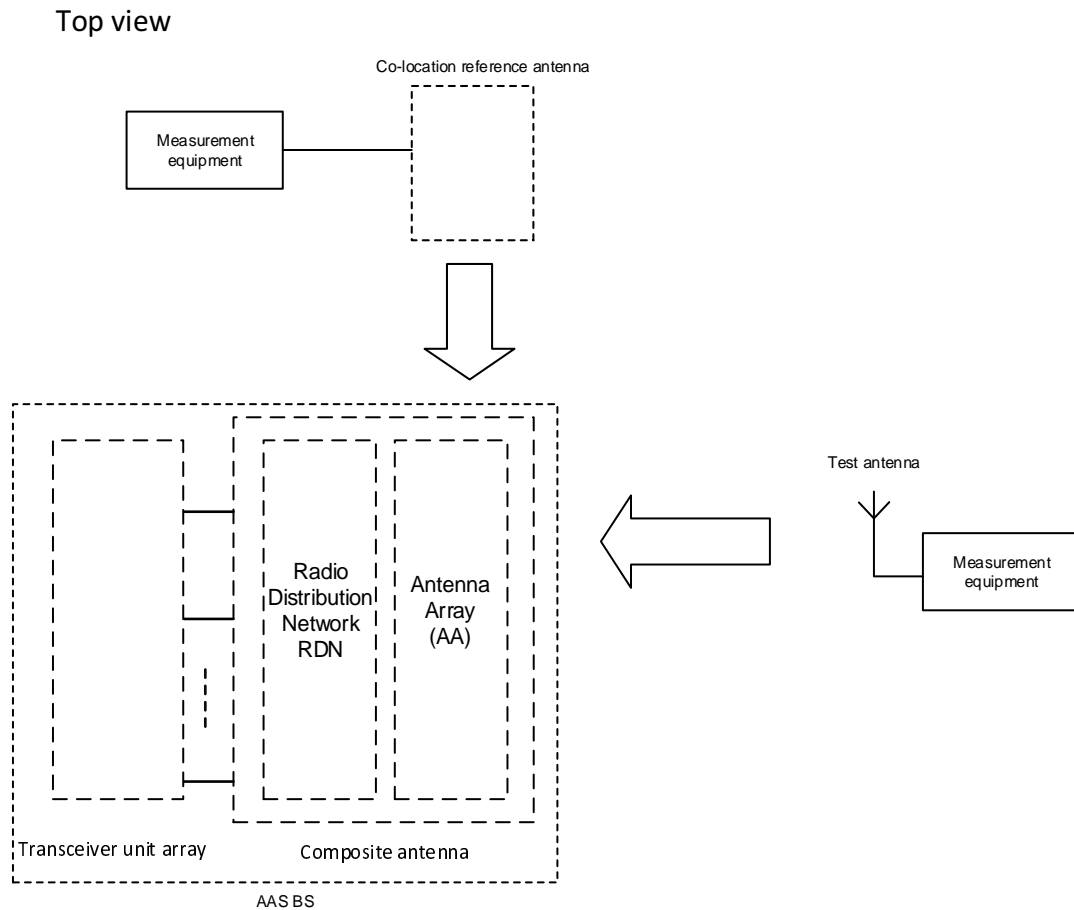 Top view
Co-location reference antenna
Measurement
equipment
Test antenna
Measurement
equipment
Radio
Distribution
Network
RDN
Antenna
Array
(AA)
Transceiver unit array
Composite antenna
AAS BS